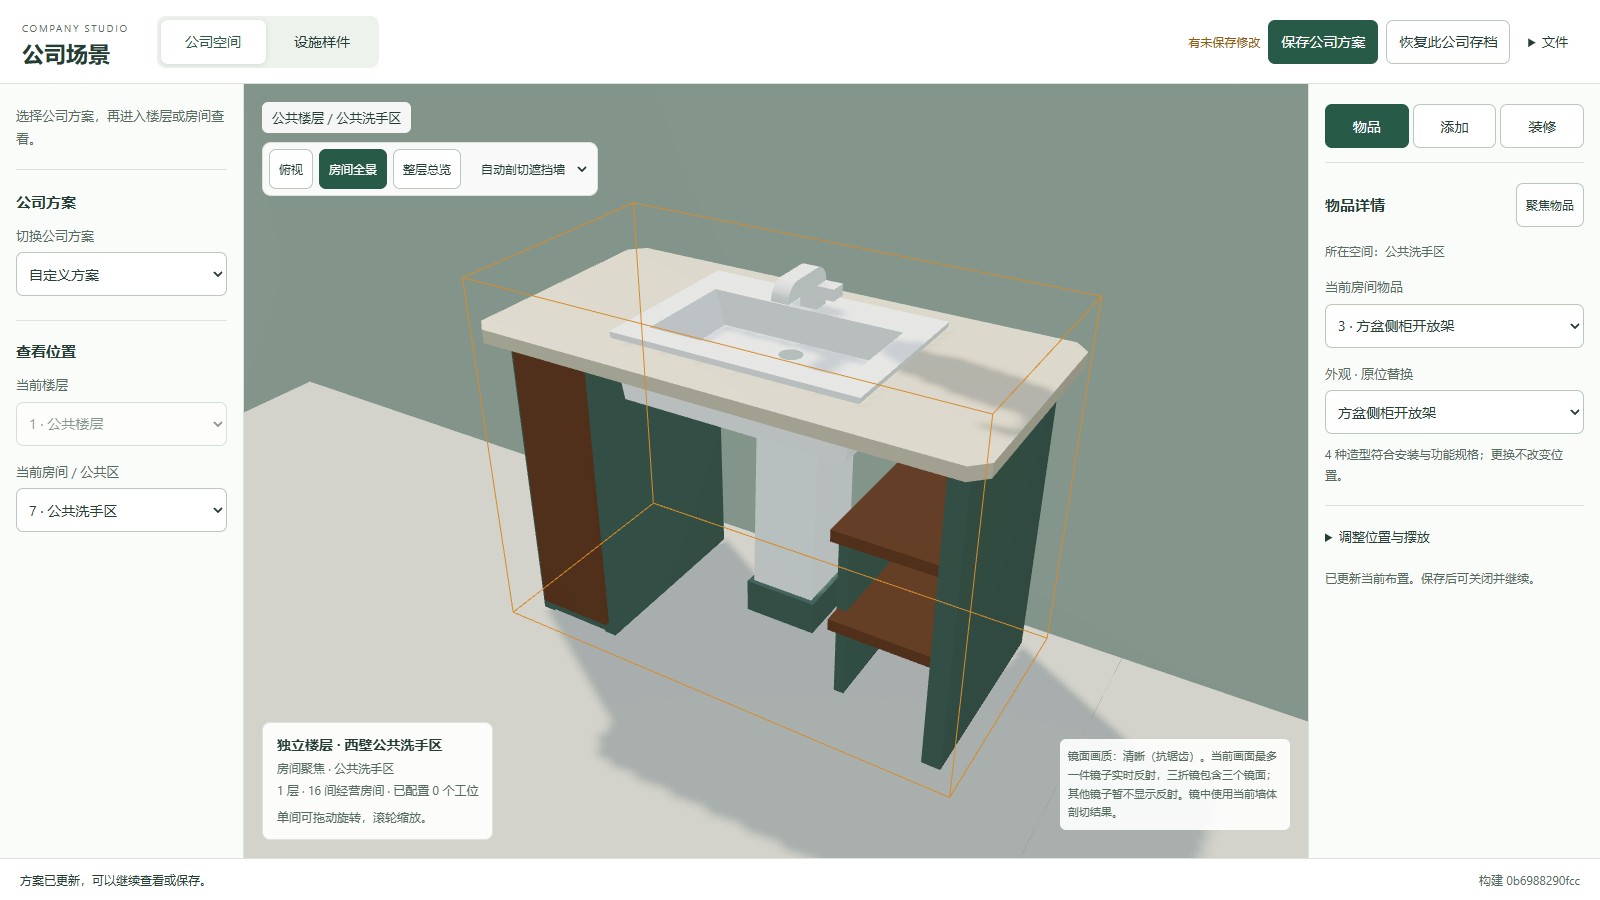 COMPANY STUDIO
公司场景
公司空间
设施样件
有未保存修改
保存公司方案
恢复此公司存档
文件
选择公司方案，再进入楼层或房间查
看。
公司方案
切换公司方案
自定义方案
查看位置
当前楼层
1 · 公共楼层
当前房间 / 公共区
7 · 公共洗手区
公共楼层 / 公共洗手区
俯视
房间全景
整层总览
自动剖切遮挡墙
独立楼层 · 西壁公共洗手区
房间聚焦 · 公共洗手区
1 层 · 16 间经营房间 · 已配置 0 个工位
单间可拖动旋转，滚轮缩放。
镜面画质：清晰（抗锯齿）。当前画面最多
一件镜子实时反射，三折镜包含三个镜面；
其他镜子暂不显示反射。镜中使用当前墙体
剖切结果。
物品
添加
装修
物品详情
聚焦物品
所在空间：公共洗手区
当前房间物品
3 · 方盆侧柜开放架
外观 · 原位替换
方盆侧柜开放架
4 种造型符合安装与功能规格；更换不改变位
置。
调整位置与摆放
已更新当前布置。保存后可关闭并继续。
方案已更新，可以继续查看或保存。
构建 0b6988290fcc